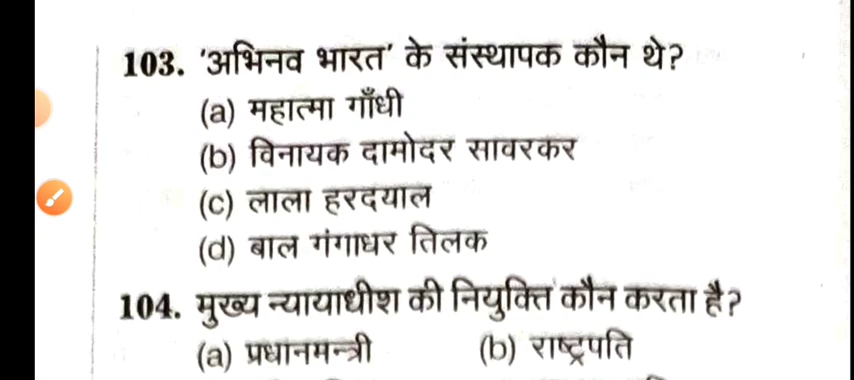 103. 'अभिनव भारत' के संस्थापक कौन थे?
(a) महात्मा गाँधी
(b) विनायक दामोदर सावरकर
(c) लाला हरदयाल
(d) बाल गंगाधर तिलक
104. मुख्य न्यायाधीश की नियुक्ति कौन करता है?
(a) प्रधानमन्त्री (b) राष्ट्रपति